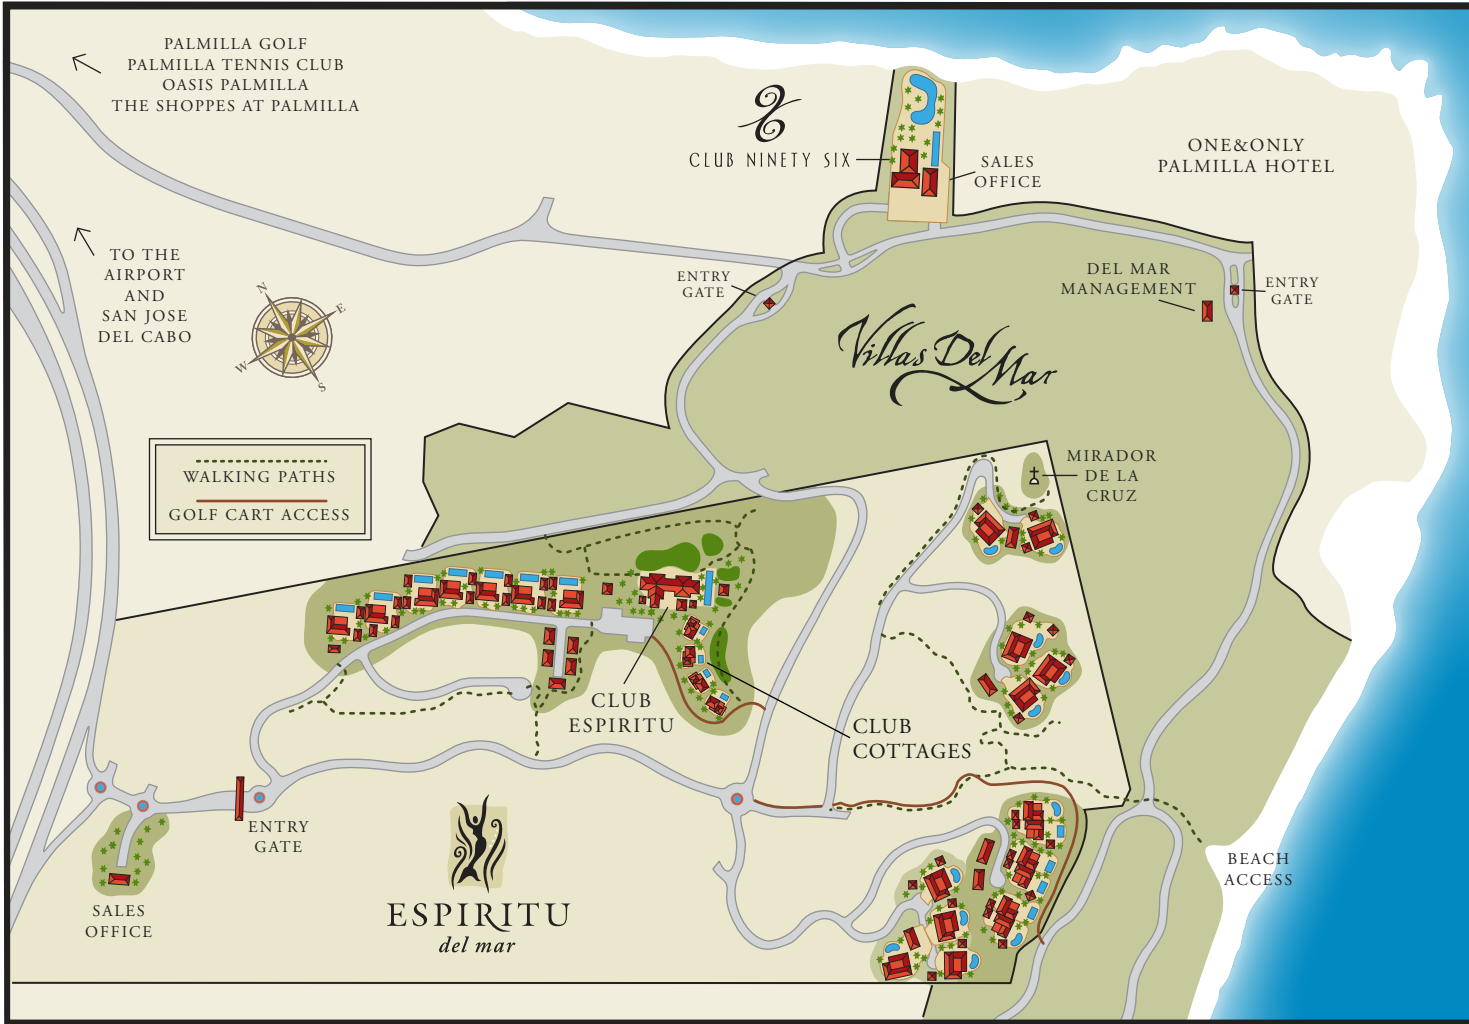 PALMILLA GOLF
PALMILLA TENNIS CLUB
OASIS PALMILLA
THE SHOPPES AT PALMILLA
CLUB NINETY SIX
SALES
OFFICE
ONE&ONLY
PALMILLA HOTEL
TO THE
AIRPORT
AND
SAN JOSE
DEL CABO
N
E
W
S
ENTRY
GATE
DEL MAR
MANAGEMENT
ENTRY
GATE
Villas Del Mar
WALKING PATHS
GOLF CART ACCESS
MIRADOR
DE LA
CRUZ
CLUB
ESPIRITU
CLUB
COTTAGES
ENTRY
GATE
BEACH
ACCESS
SALES
OFFICE
ESPIRITU
del mar